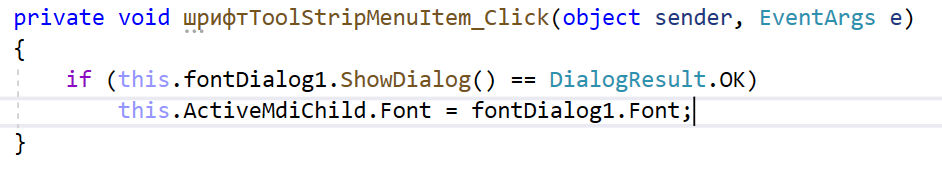 private void шрифтToolStripMenuItem_Click(object sender, EventArgs e)
{
if (this.fontDialog1.ShowDialog() == DialogResult.OK)
this.ActiveMdiChild.Font = fontDialog1.Font;
}